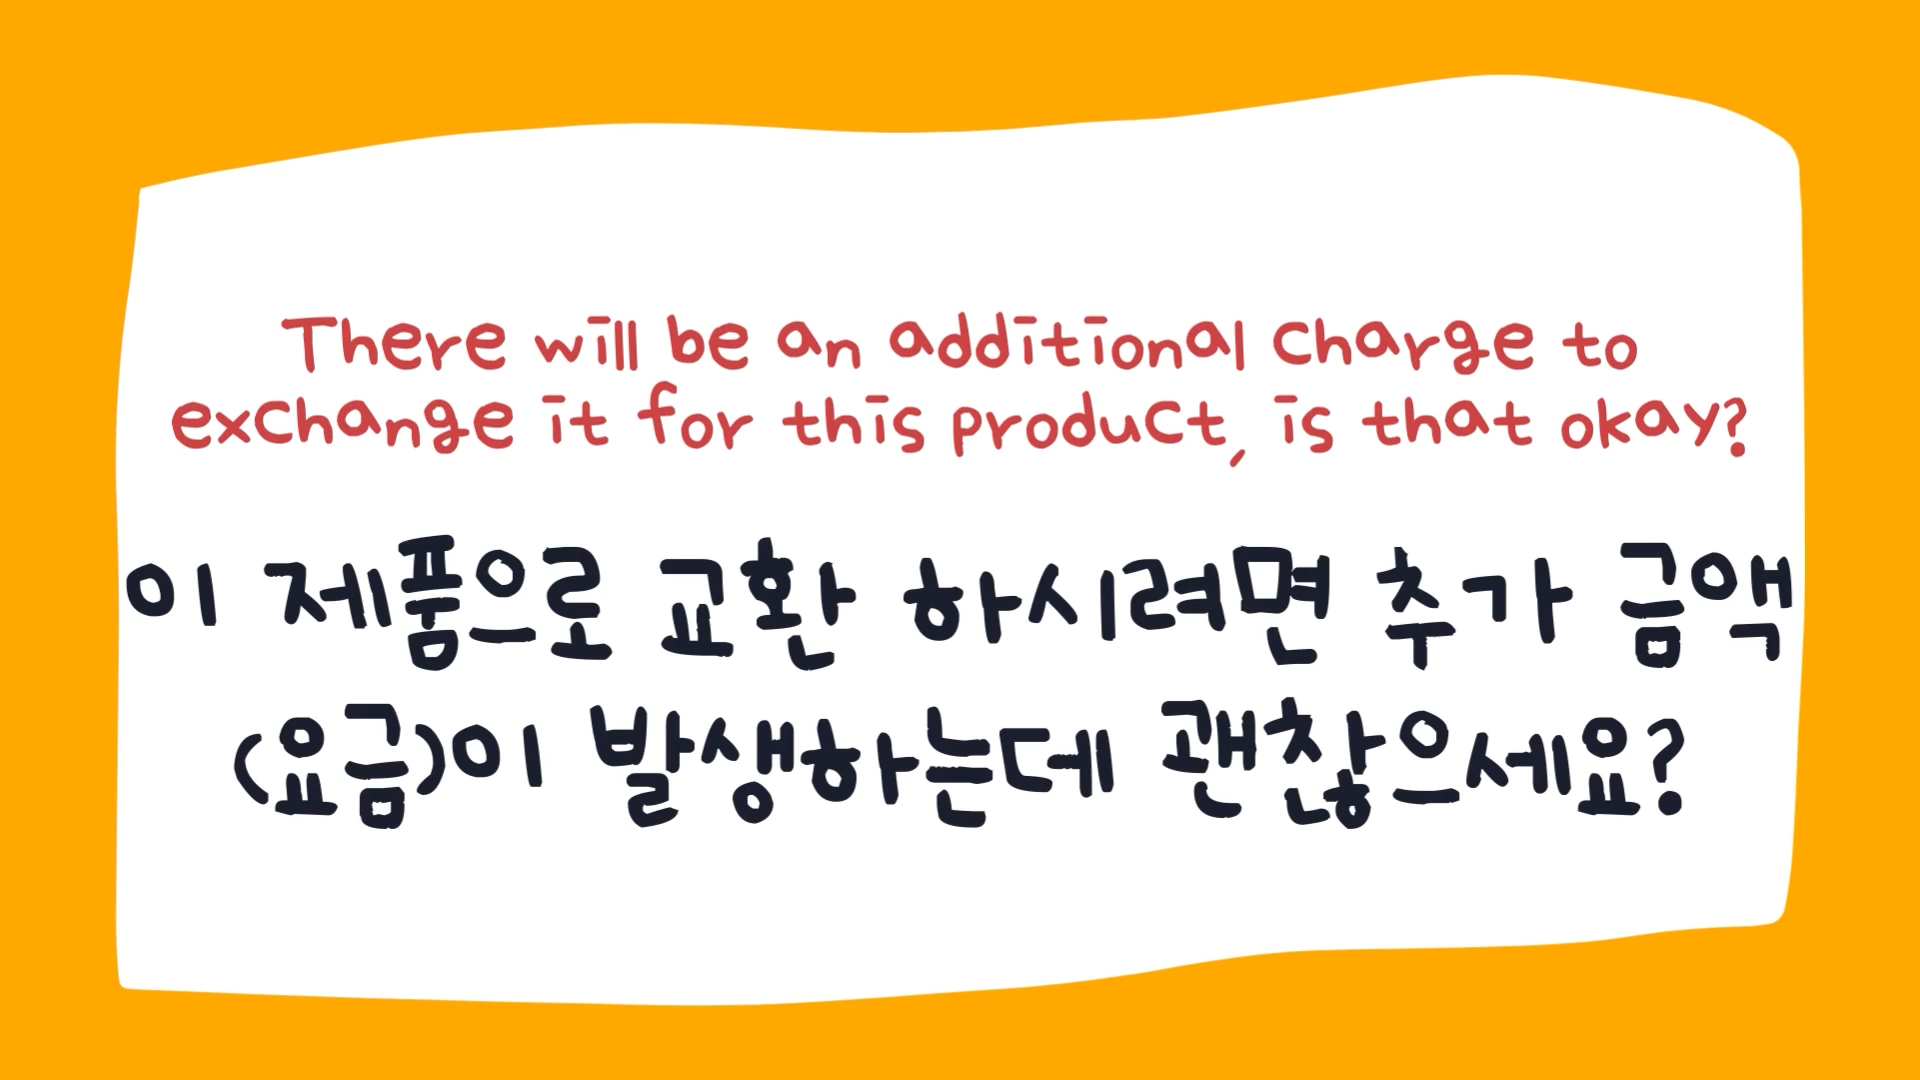 There will be an additional charge to
exchange it for this product, is that okay?
이 제품으로 교환 하시려면 추가 금액
(요금)이 발생하는데 괜찮으세요?